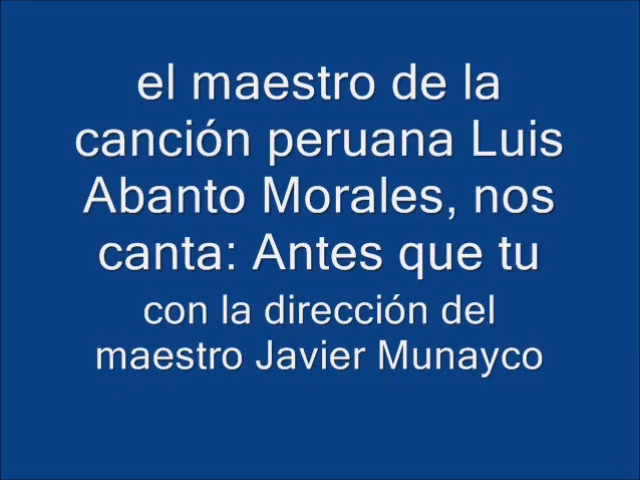 el maestro de la
canción peruana Luis
Abanto Morales, nos
canta: Antes que tu
con la dirección del
maestro Javier Munayco